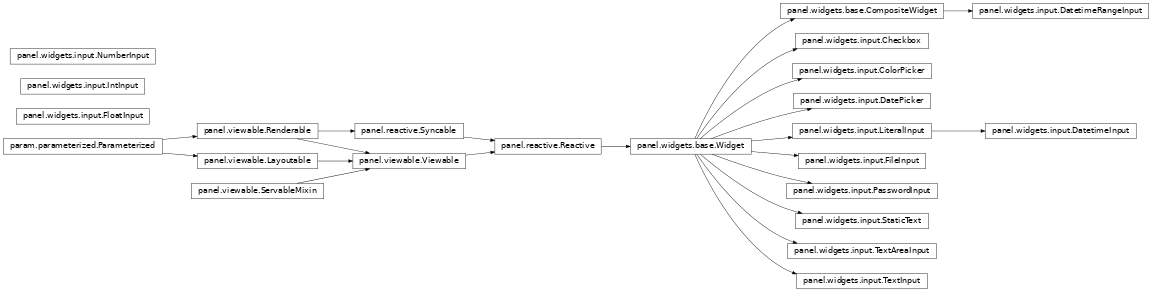 panel.widgets.base.CompositeWidget
panel.widgets.input.DatetimeRangeInput
panel.widgets.input.Checkbox
panel.widgets.input.NumberInput
panel.widgets.input.ColorPicker
panel.widgets.input.IntInput
panel.widgets.input.DatePicker
panel.widgets.input.FloatInput
panel.viewable.Renderable
panel.reactive.Syncable
panel.widgets.input.LiteralInput
panel.widgets.input.DatetimeInput
param.parameterized.Parameterized
panel.reactive.Reactive
panel.widgets.base.Widget
panel.viewable.Layoutable
panel.viewable.Viewable
panel.widgets.input.FileInput
panel.viewable.ServableMixin
panel.widgets.input.PasswordInput
panel.widgets.input.StaticText
panel.widgets.input.TextAreaInput
panel.widgets.input.TextInput